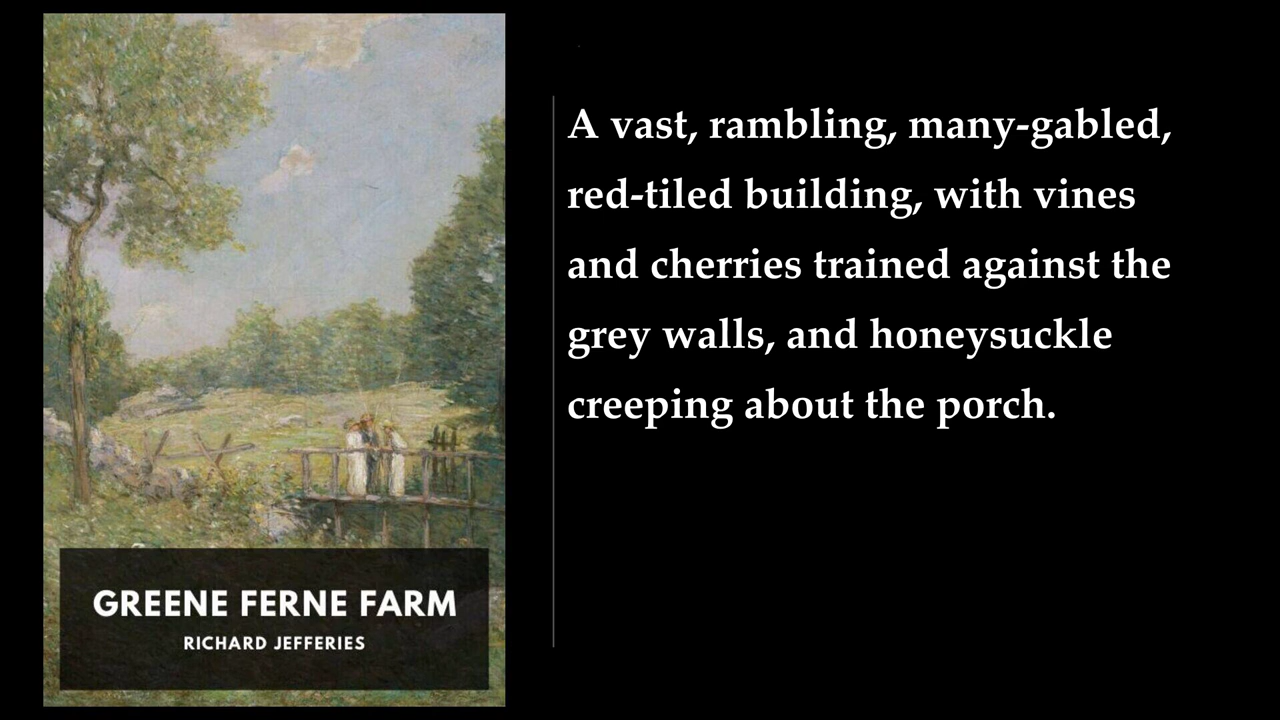 A vast, rambling, many-gabled,
red-tiled building, with vines
and cherries trained against the
grey walls, and honeysuckle
creeping about the porch.
GREENE FERNE FARM
RICHARD JEFFERIES